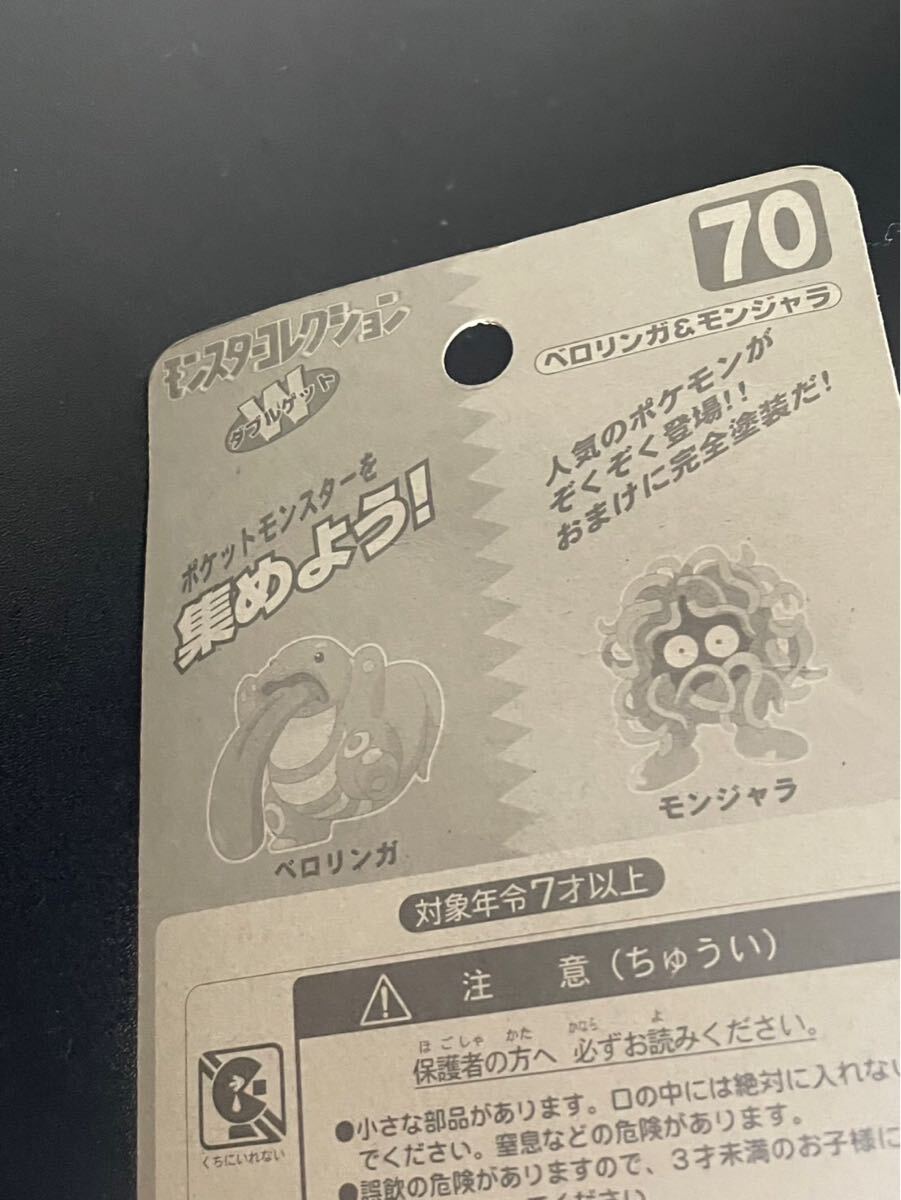 モンスターコレクション
W
ダブルゲット
70
ベロリンガ&モンジャラ
ポケットモンスターを
集めよう!
人気のポケモンが
ぞくぞく登場!!
おまけに完全塗装だ!
ベロリンガ
モンジャラ
対象年令7才以上
注 意(ちゅうい)
ほごしゃ かた かなら よ
保護者の方へ 必ずお読みください。
くちにいれない
●小さな部品があります。口の中には絶対に入れない
でください。窒息などの危険があります。
●誤飲の危険がありますので、3才未満のお子様に
ください。